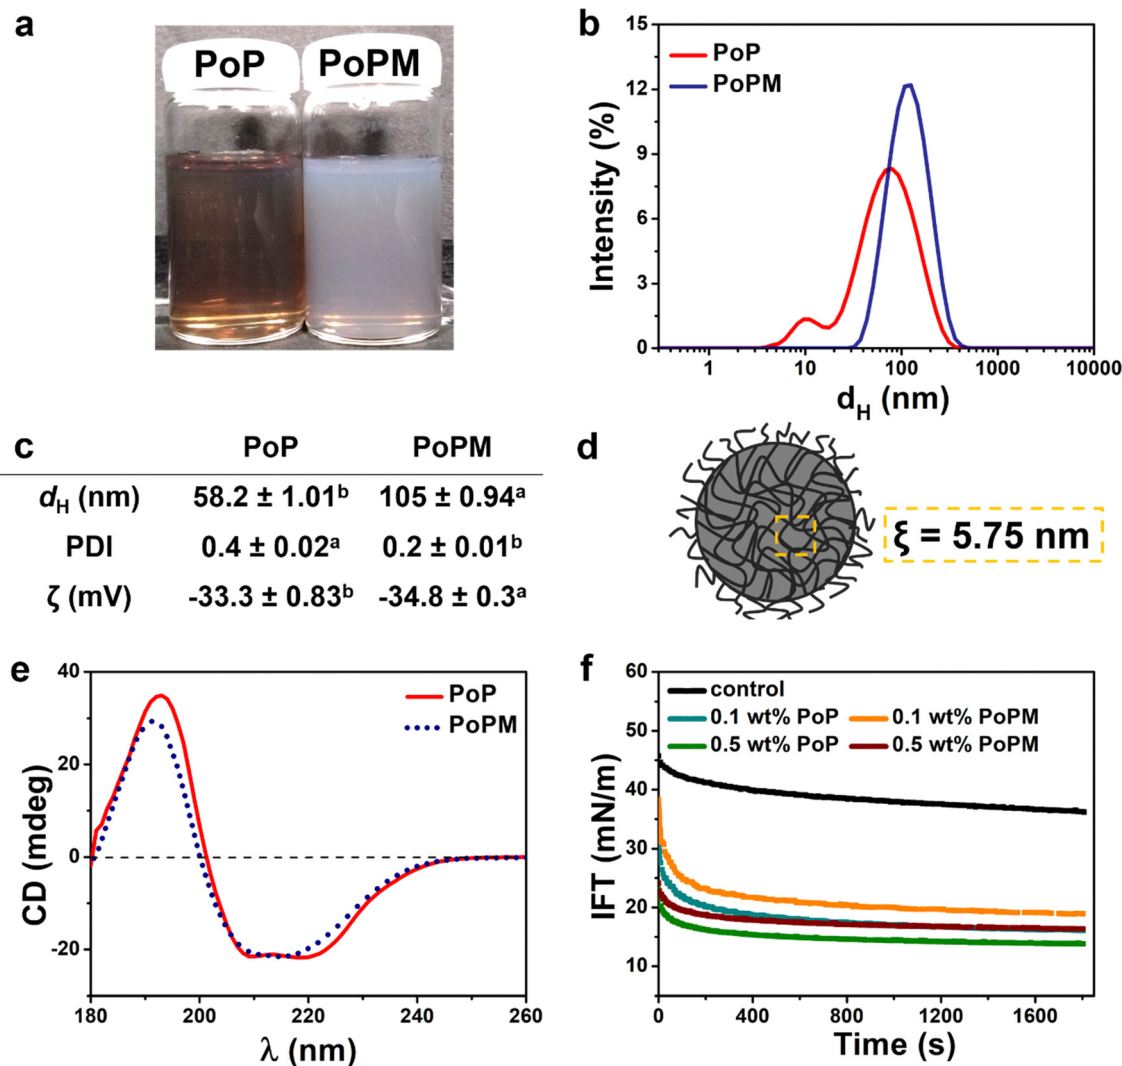 a
PoP PoPM
b
PoP
PoPM
Intensity (%)
15
12
9
6
3
0
1 10 100 1000 10000
dH (nm)
c
PoP PoPM
dH (nm) 58.2 ± 1.01b 105 ± 0.94a
PDI 0.4 ± 0.02a 0.2 ± 0.01b
ζ (mV) -33.3 ± 0.83b -34.8 ± 0.3a
d
ξ = 5.75 nm
e
PoP
PoPM
CD (mdeg)
40
20
0
-20
180 200 220 240 260
λ (nm)
f
control
0.1 wt% PoP 0.1 wt% PoPM
0.5 wt% PoP 0.5 wt% PoPM
IFT (mN/m)
60
50
40
30
20
10
0 400 800 1200 1600
Time (s)